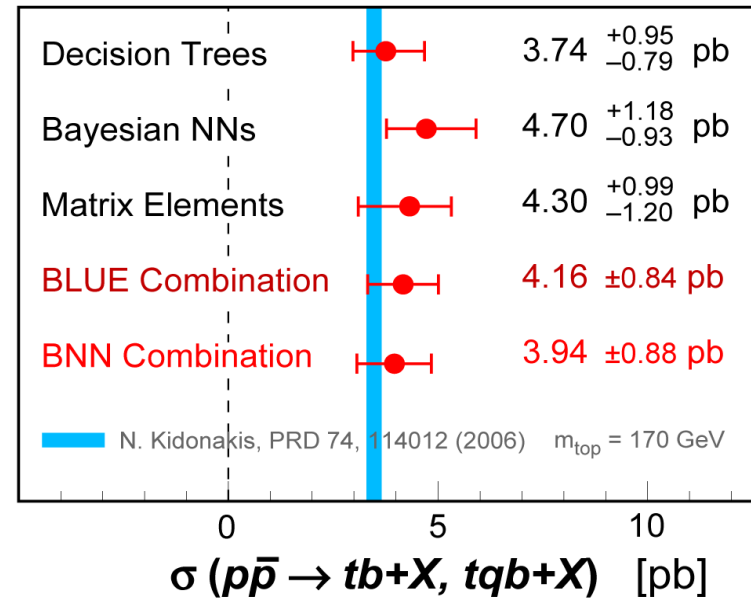 Decision Trees 3.74 +0.95 –0.79 pb
Bayesian NNs 4.70 +1.18 –0.93 pb
Matrix Elements 4.30 +0.99 –1.20 pb
BLUE Combination 4.16 ±0.84 pb
BNN Combination 3.94 ±0.88 pb
N. Kidonakis, PRD 74, 114012 (2006) m_top = 170 GeV
0 5 10
σ (pp̄ → tb+X, tqb+X) [pb]